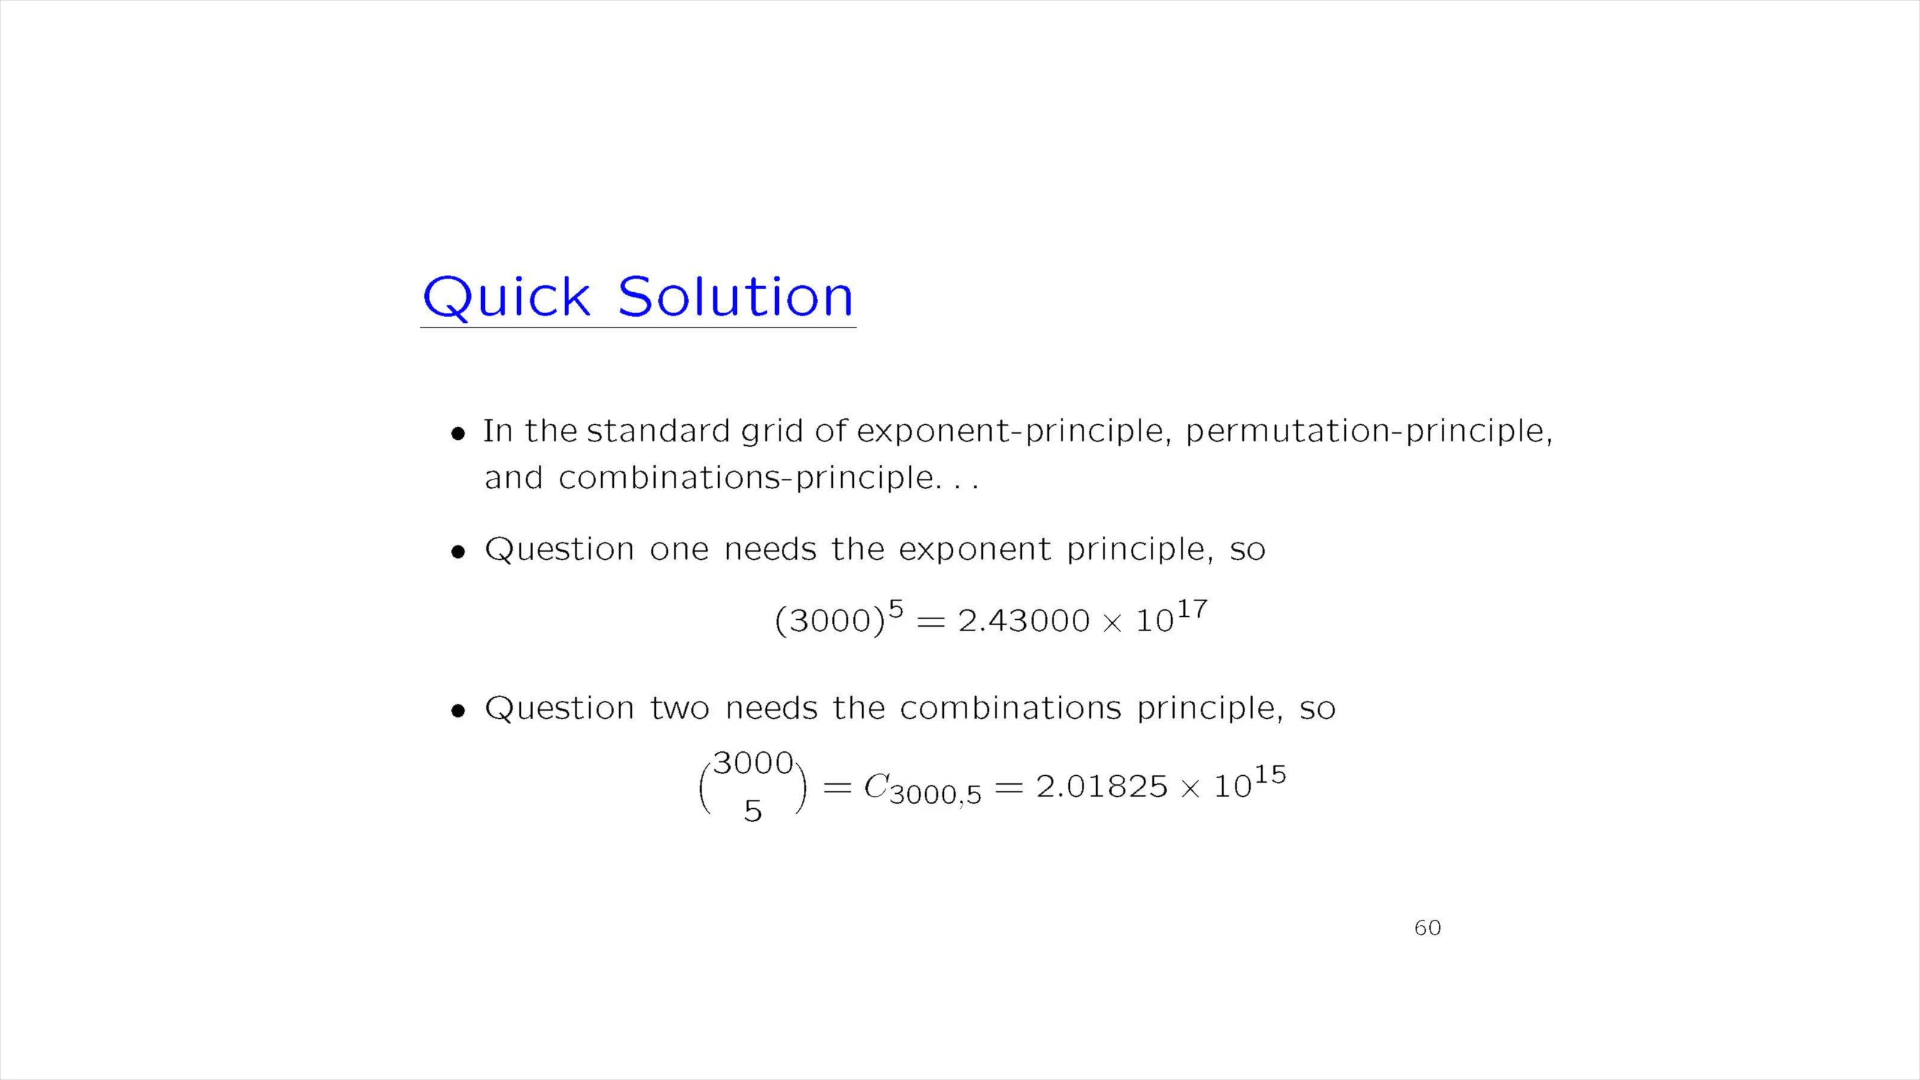 Quick Solution
• In the standard grid of exponent-principle, permutation-principle,
and combinations-principle. . .
• Question one needs the exponent principle, so
(3000)^5 = 2.43000 × 10^17
• Question two needs the combinations principle, so
(3000 5) = C_3000,5 = 2.01825 × 10^15
60